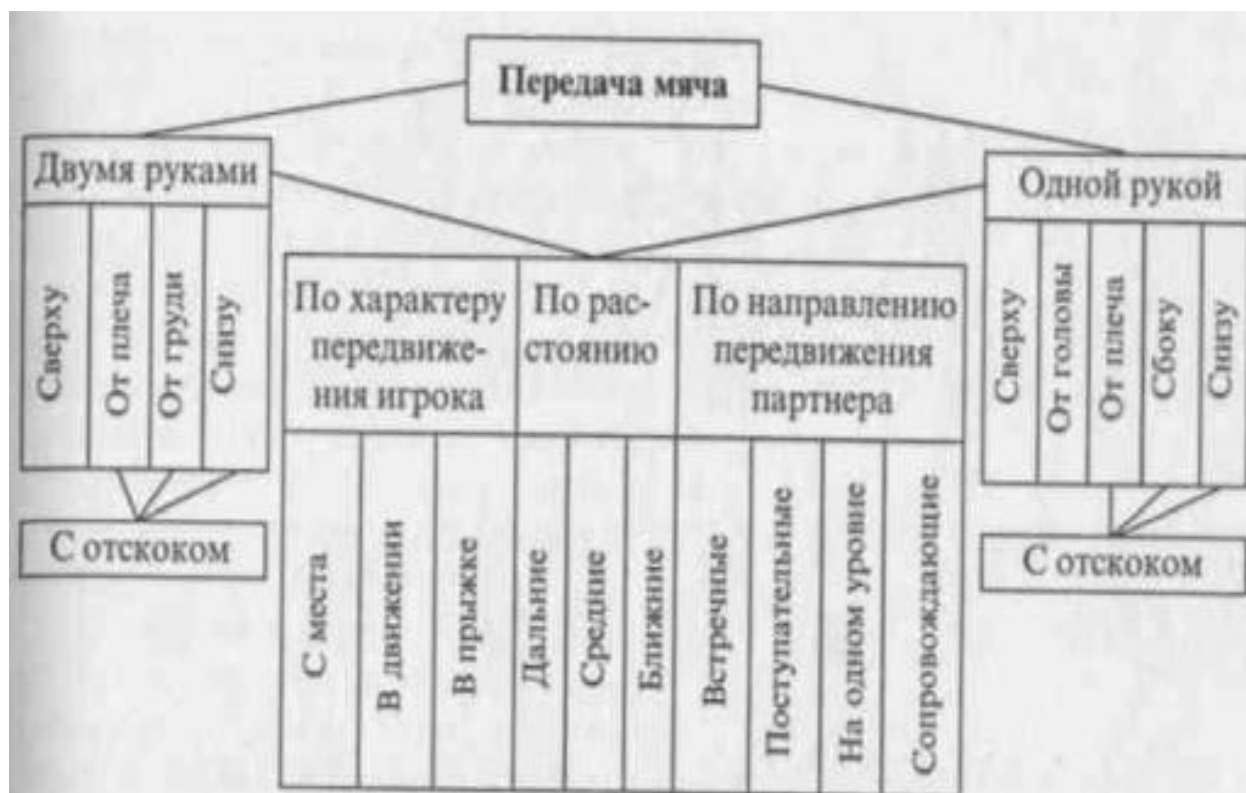 Передача мяча
Двумя руками
Сверху
От плеча
От груди
Снизу
С отскоком
По характеру
передвиже-
ния игрока
С места
В движении
В прыжке
По рас-
стоянию
Дальние
Средние
Ближние
По направлению
передвижения
партнера
Встречные
Поступательные
На одном уровне
Сопровождающие
Одной рукой
Сверху
От головы
От плеча
Сбоку
Снизу
С отскоком